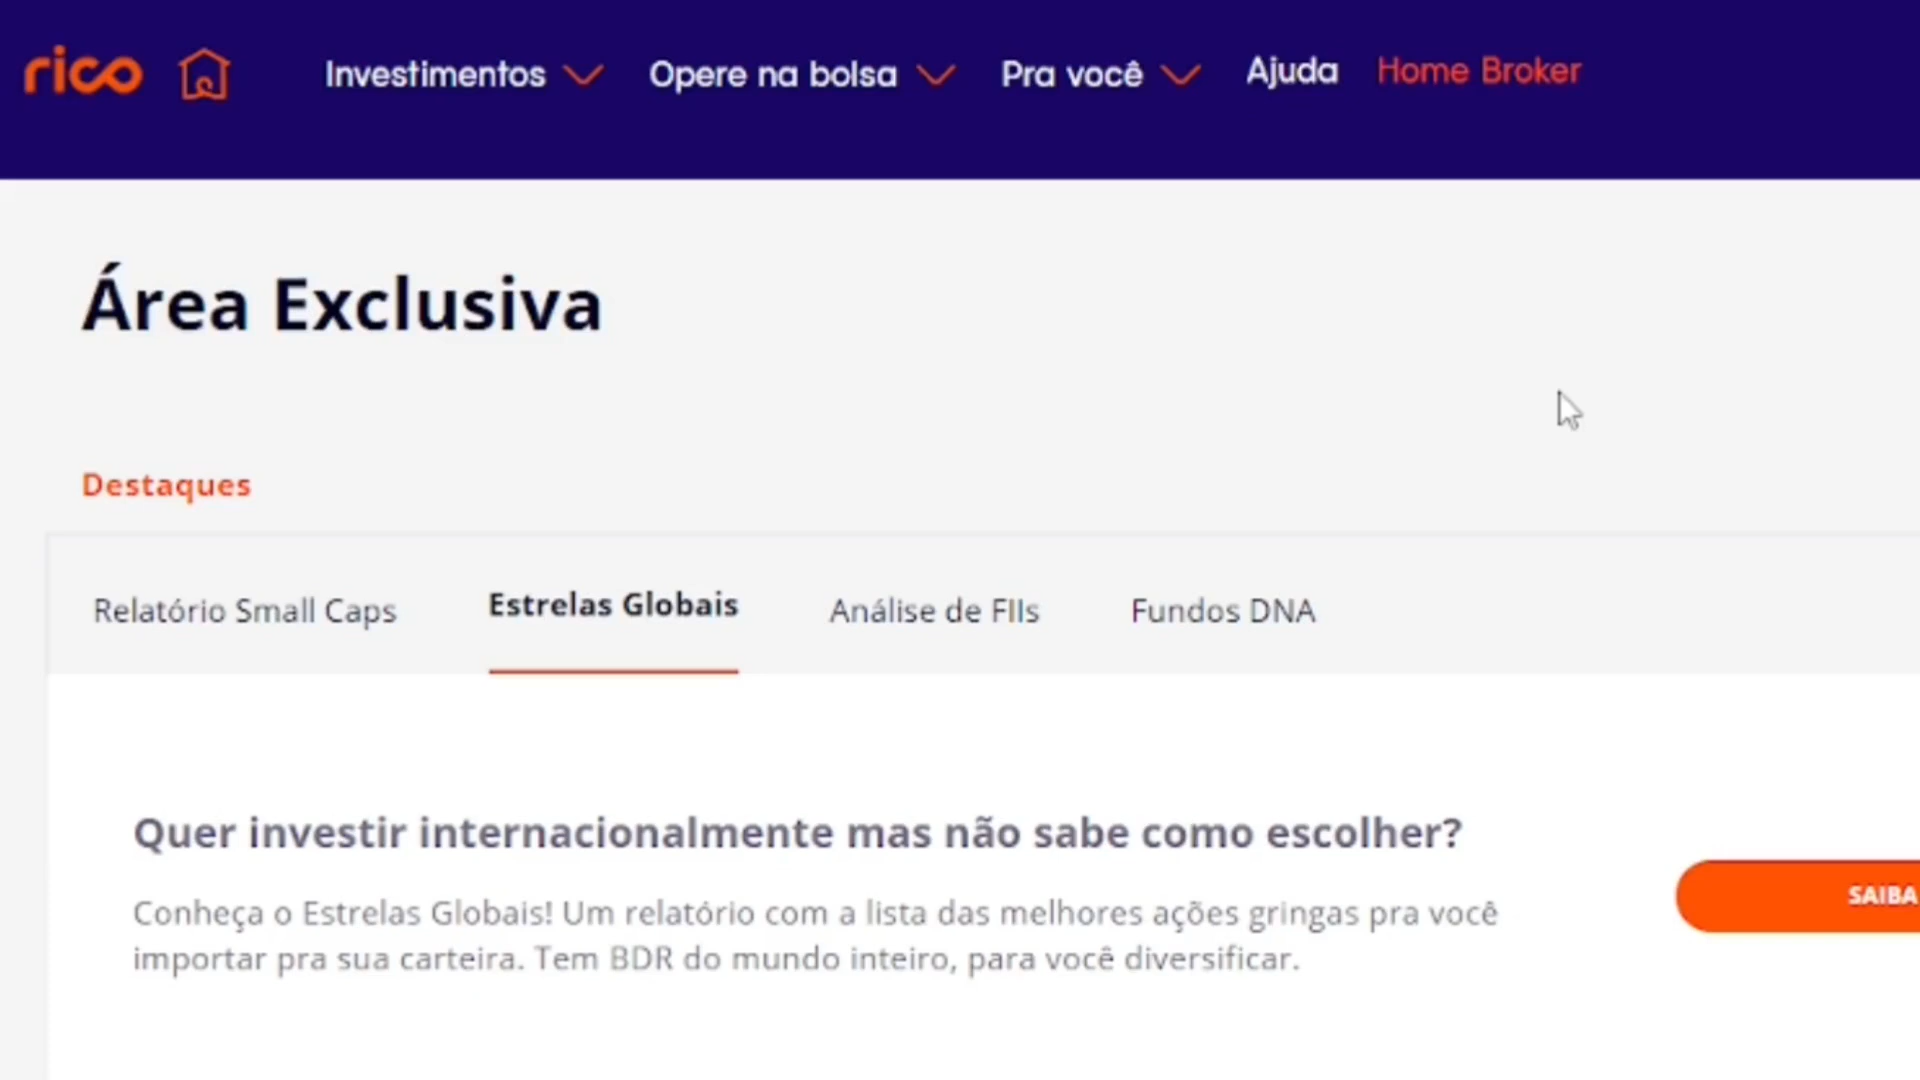 rico
Investimentos
Opere na bolsa
Pra você
Ajuda
Home Broker
Área Exclusiva
Destaques
Relatório Small Caps
Estrelas Globais
Análise de FIIs
Fundos DNA
Quer investir internacionalmente mas não sabe como escolher?
Conheça o Estrelas Globais! Um relatório com a lista das melhores ações gringas pra você
importar pra sua carteira. Tem BDR do mundo inteiro, para você diversificar.
SAIBA